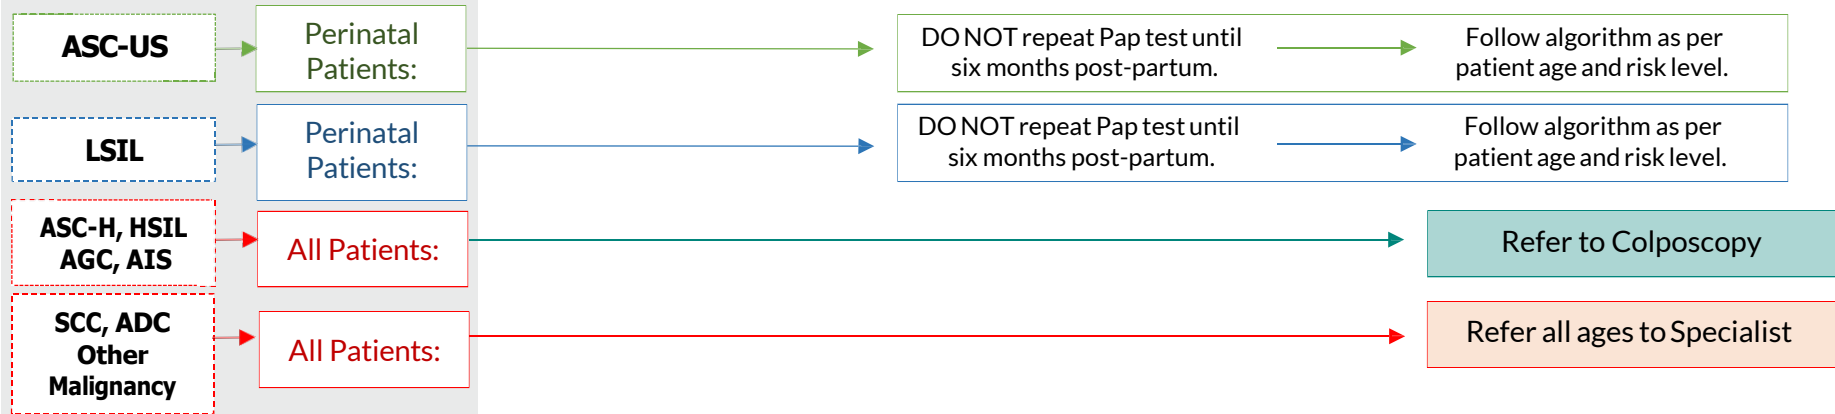 ASC-US
Perinatal
Patients:
DO NOT repeat Pap test until
six months post-partum.
Follow algorithm as per
patient age and risk level.
LSIL
Perinatal
Patients:
DO NOT repeat Pap test until
six months post-partum.
Follow algorithm as per
patient age and risk level.
ASC-H, HSIL
AGC, AIS
All Patients:
Refer to Colposcopy
SCC, ADC
Other
Malignancy
All Patients:
Refer all ages to Specialist